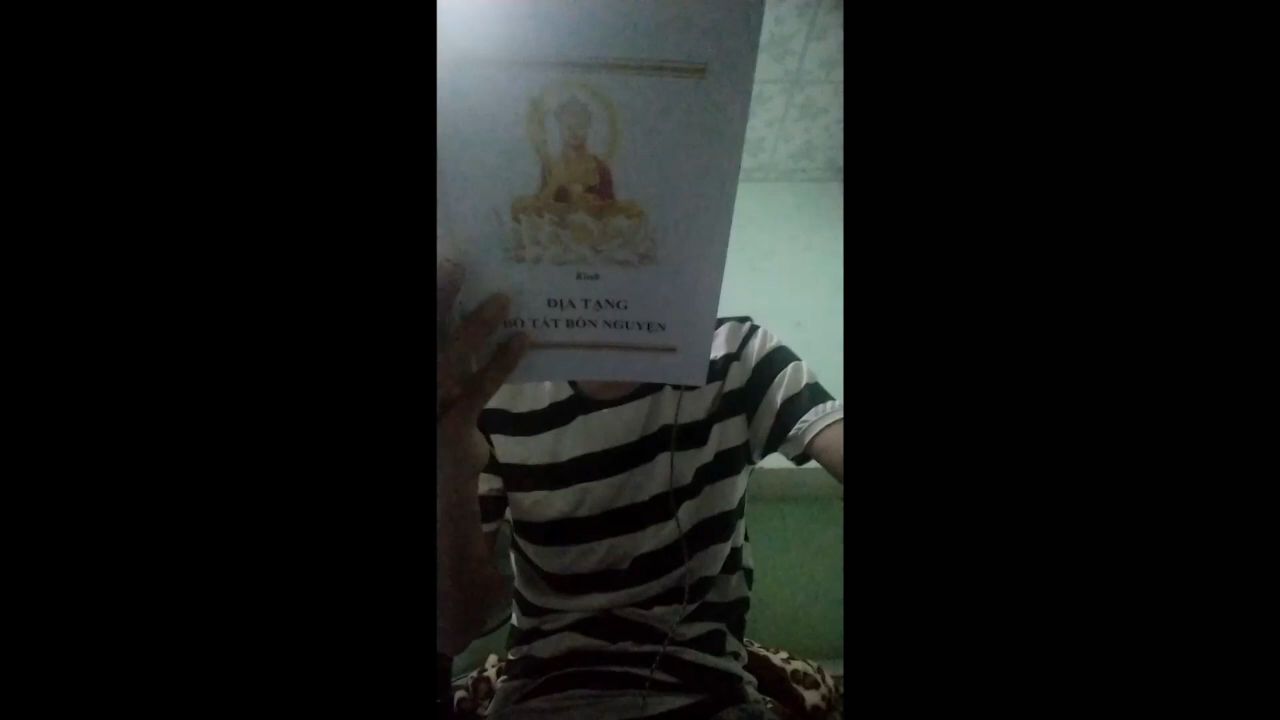 Kinh
ĐỊA TẠNG
BỒ TÁT BỔN NGUYỆN